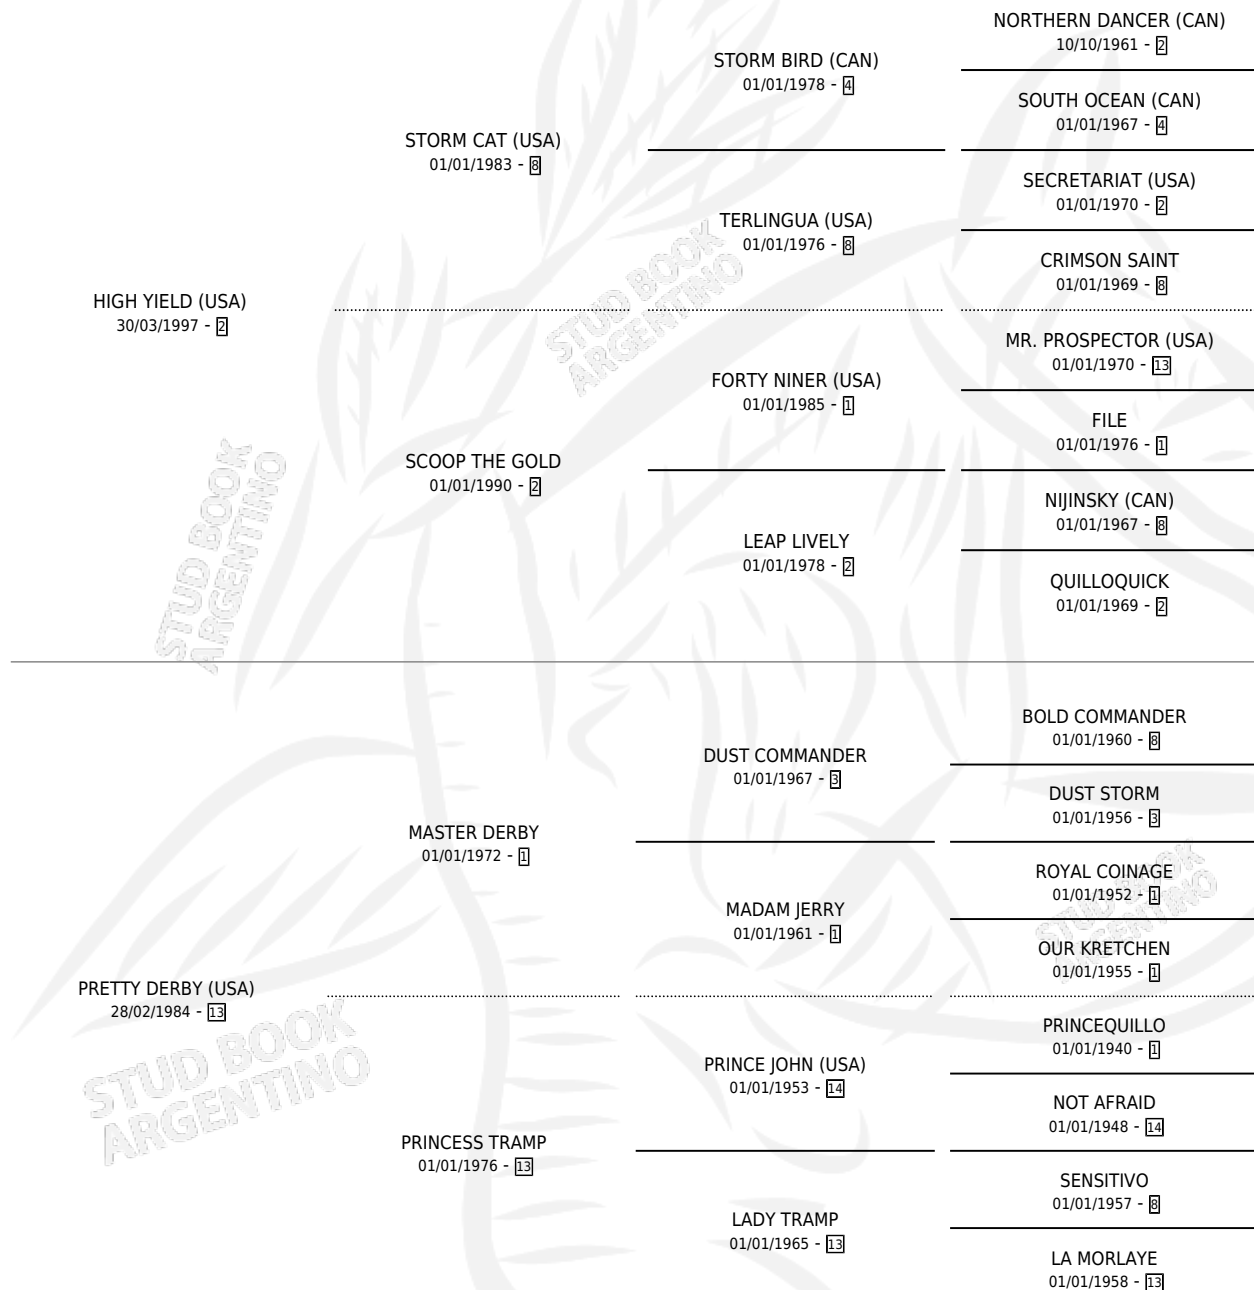 NORTHERN DANCER (CAN)
10/10/1961 - 2
STORM BIRD (CAN)
01/01/1978 - 4
SOUTH OCEAN (CAN)
01/01/1967 - 4
STORM CAT (USA)
01/01/1983 - 8
SECRETARIAT (USA)
01/01/1970 - 2
TERLINGUA (USA)
01/01/1976 - 8
CRIMSON SAINT
01/01/1969 - 8
HIGH YIELD (USA)
30/03/1997 - 2
MR. PROSPECTOR (USA)
01/01/1970 - 13
FORTY NINER (USA)
01/01/1985 - 1
FILE
01/01/1976 - 1
SCOOP THE GOLD
01/01/1990 - 2
NIJINSKY (CAN)
01/01/1967 - 8
LEAP LIVELY
01/01/1978 - 2
QUILLOQUICK
01/01/1969 - 2
BOLD COMMANDER
01/01/1960 - 8
DUST COMMANDER
01/01/1967 - 3
DUST STORM
01/01/1956 - 3
MASTER DERBY
01/01/1972 - 1
ROYAL COINAGE
01/01/1952 - 1
MADAM JERRY
01/01/1961 - 1
OUR KRETCHEN
01/01/1955 - 1
PRETTY DERBY (USA)
28/02/1984 - 13
PRINCEQUILLO
01/01/1940 - 1
PRINCE JOHN (USA)
01/01/1953 - 14
NOT AFRAID
01/01/1948 - 14
PRINCESS TRAMP
01/01/1976 - 13
SENSITIVO
01/01/1957 - 8
LADY TRAMP
01/01/1965 - 13
LA MORLAYE
01/01/1958 - 13
STUD BOOK
ARGENTINO
STUD BOOK
ARGENTINO
STUD BOOK
ARGENTINO
STUD BOOK
ARGENTINO